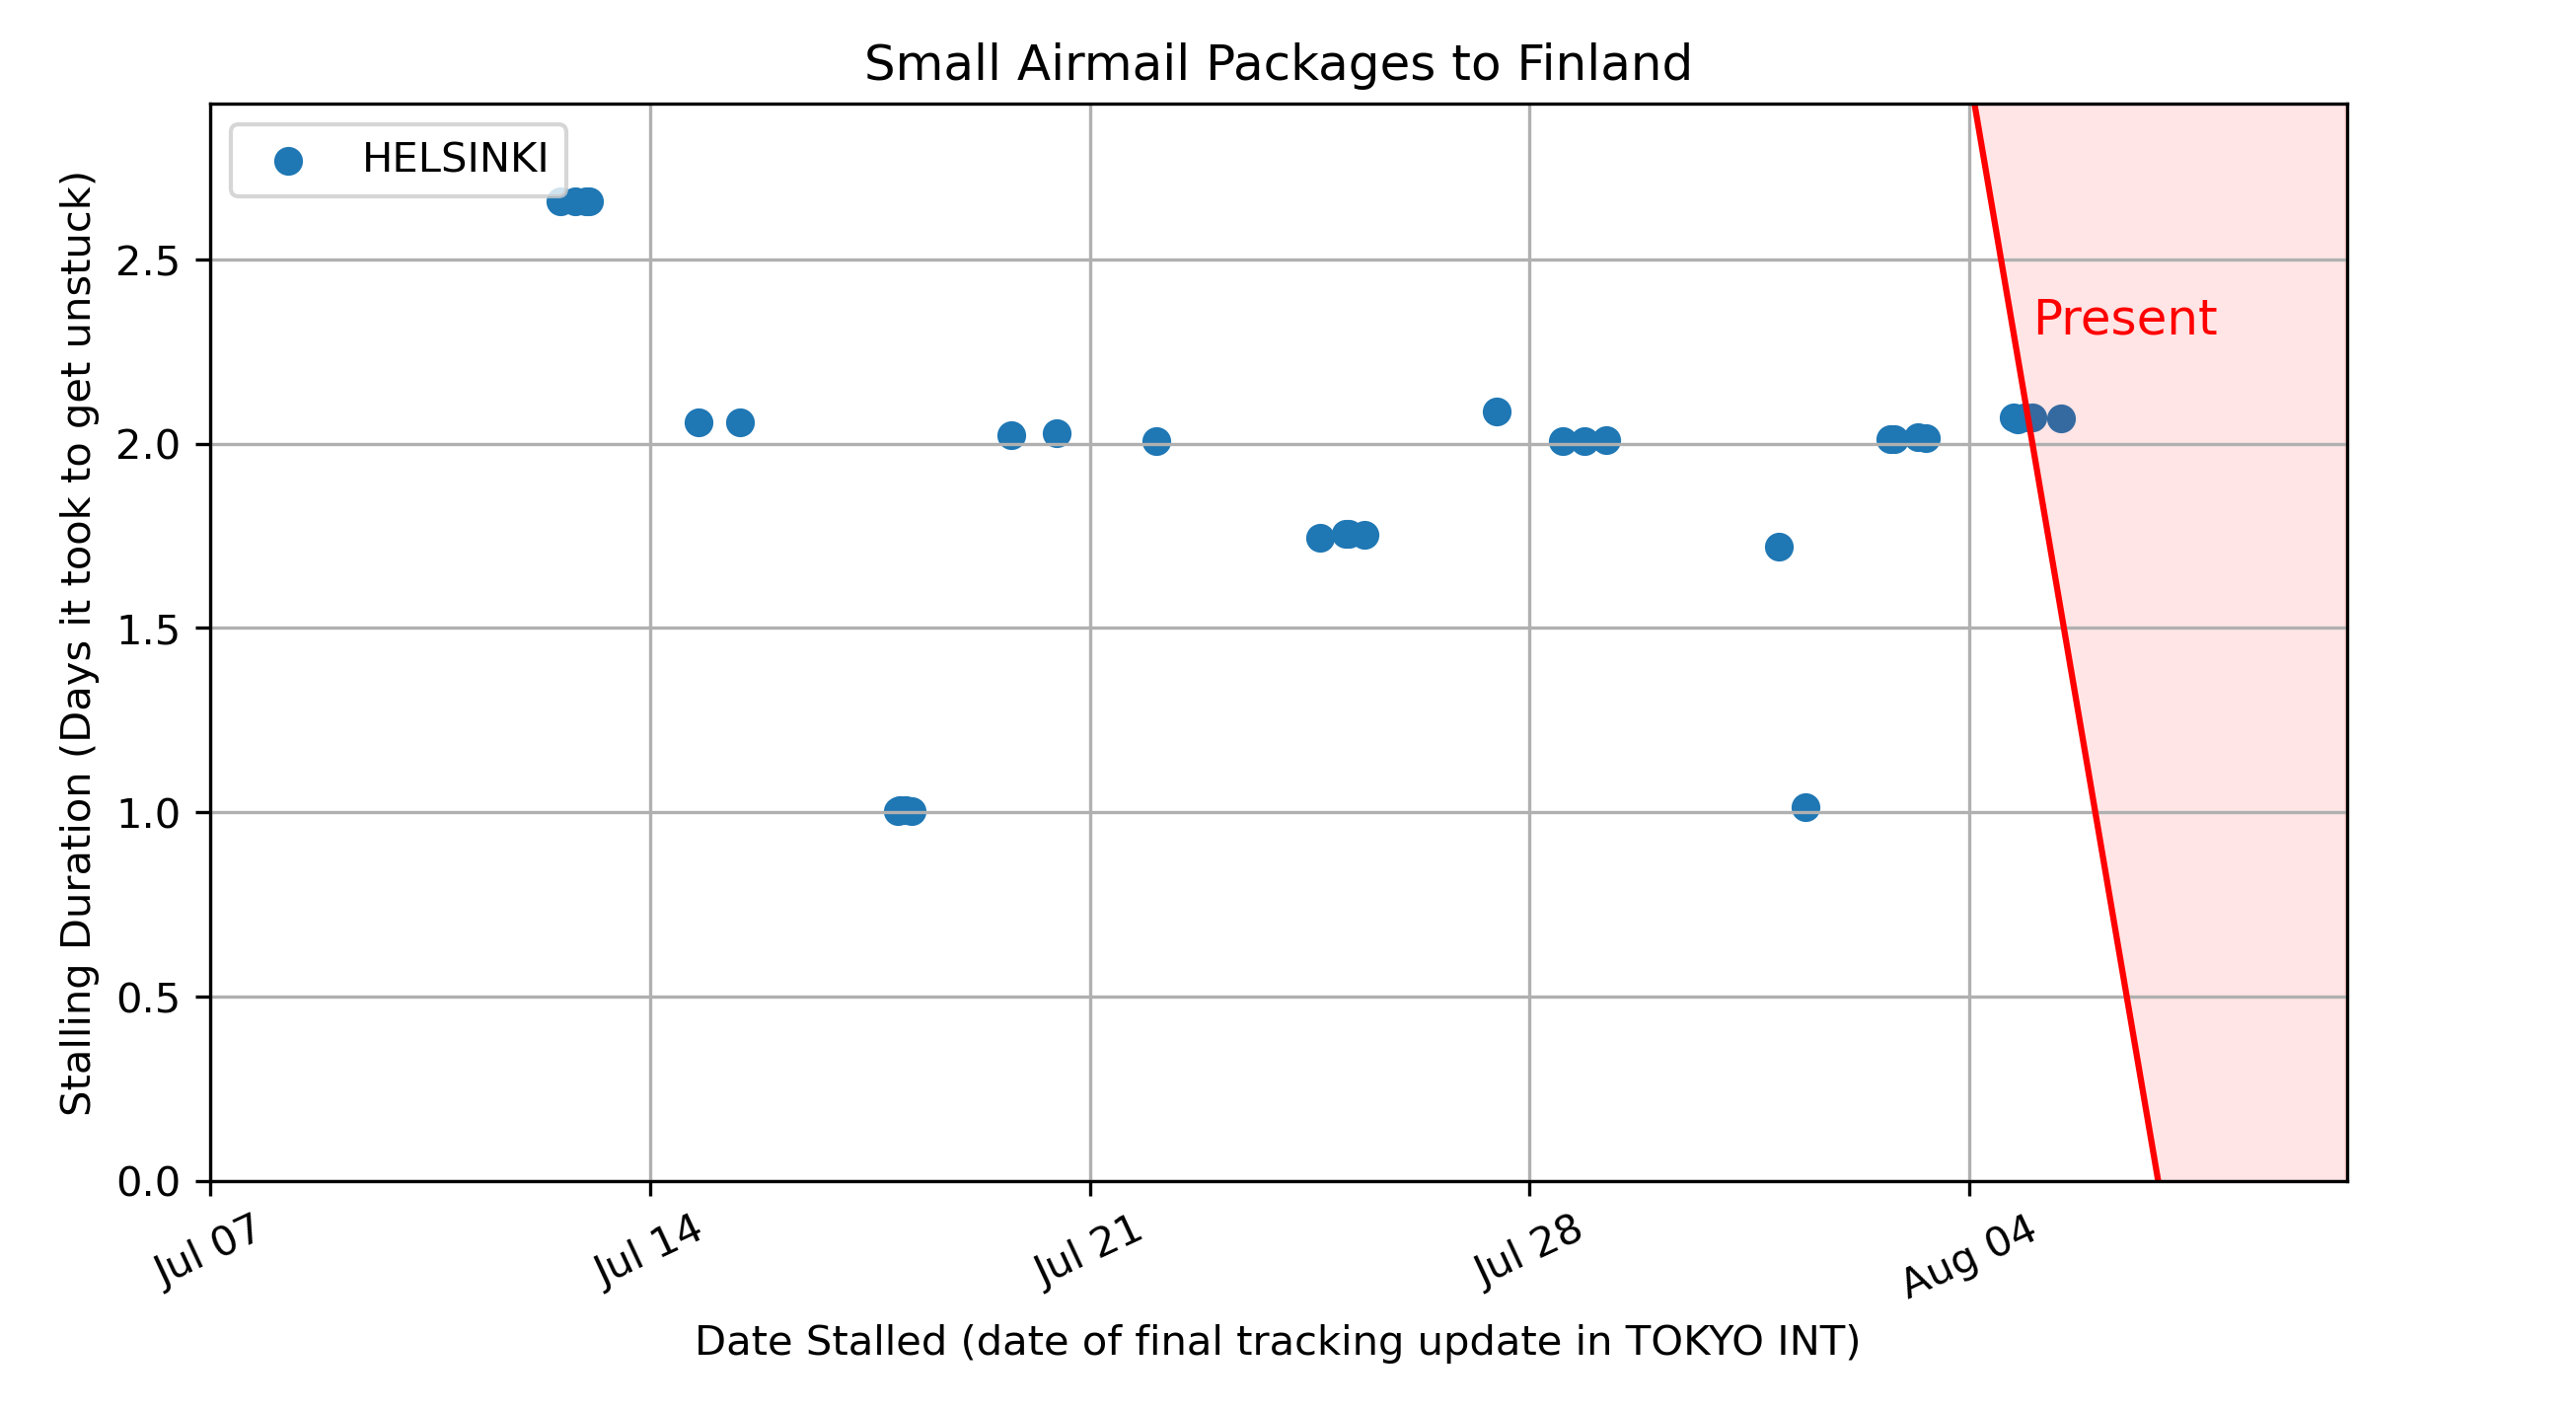 Small Airmail Packages to Finland
HELSINKI
Present
Stalling Duration (Days it took to get unstuck)
2.5
2.0
1.5
1.0
0.5
0.0
Jul 07
Jul 14
Jul 21
Jul 28
Aug 04
Date Stalled (date of final tracking update in TOKYO INT)